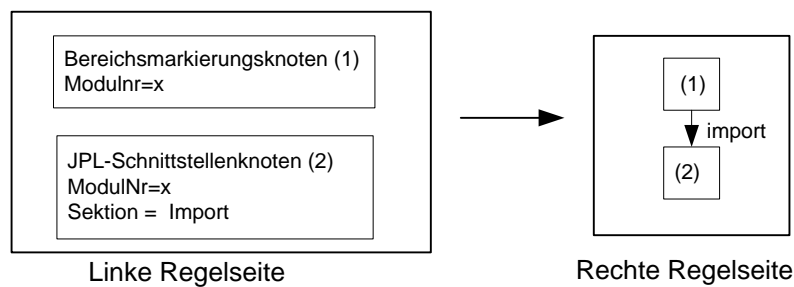 Bereichsmarkierungsknoten (1)
Modulnr=x
JPL-Schnittstellenknoten (2)
ModulNr=x
Sektion = Import
Linke Regelseite
(1)
import
(2)
Rechte Regelseite